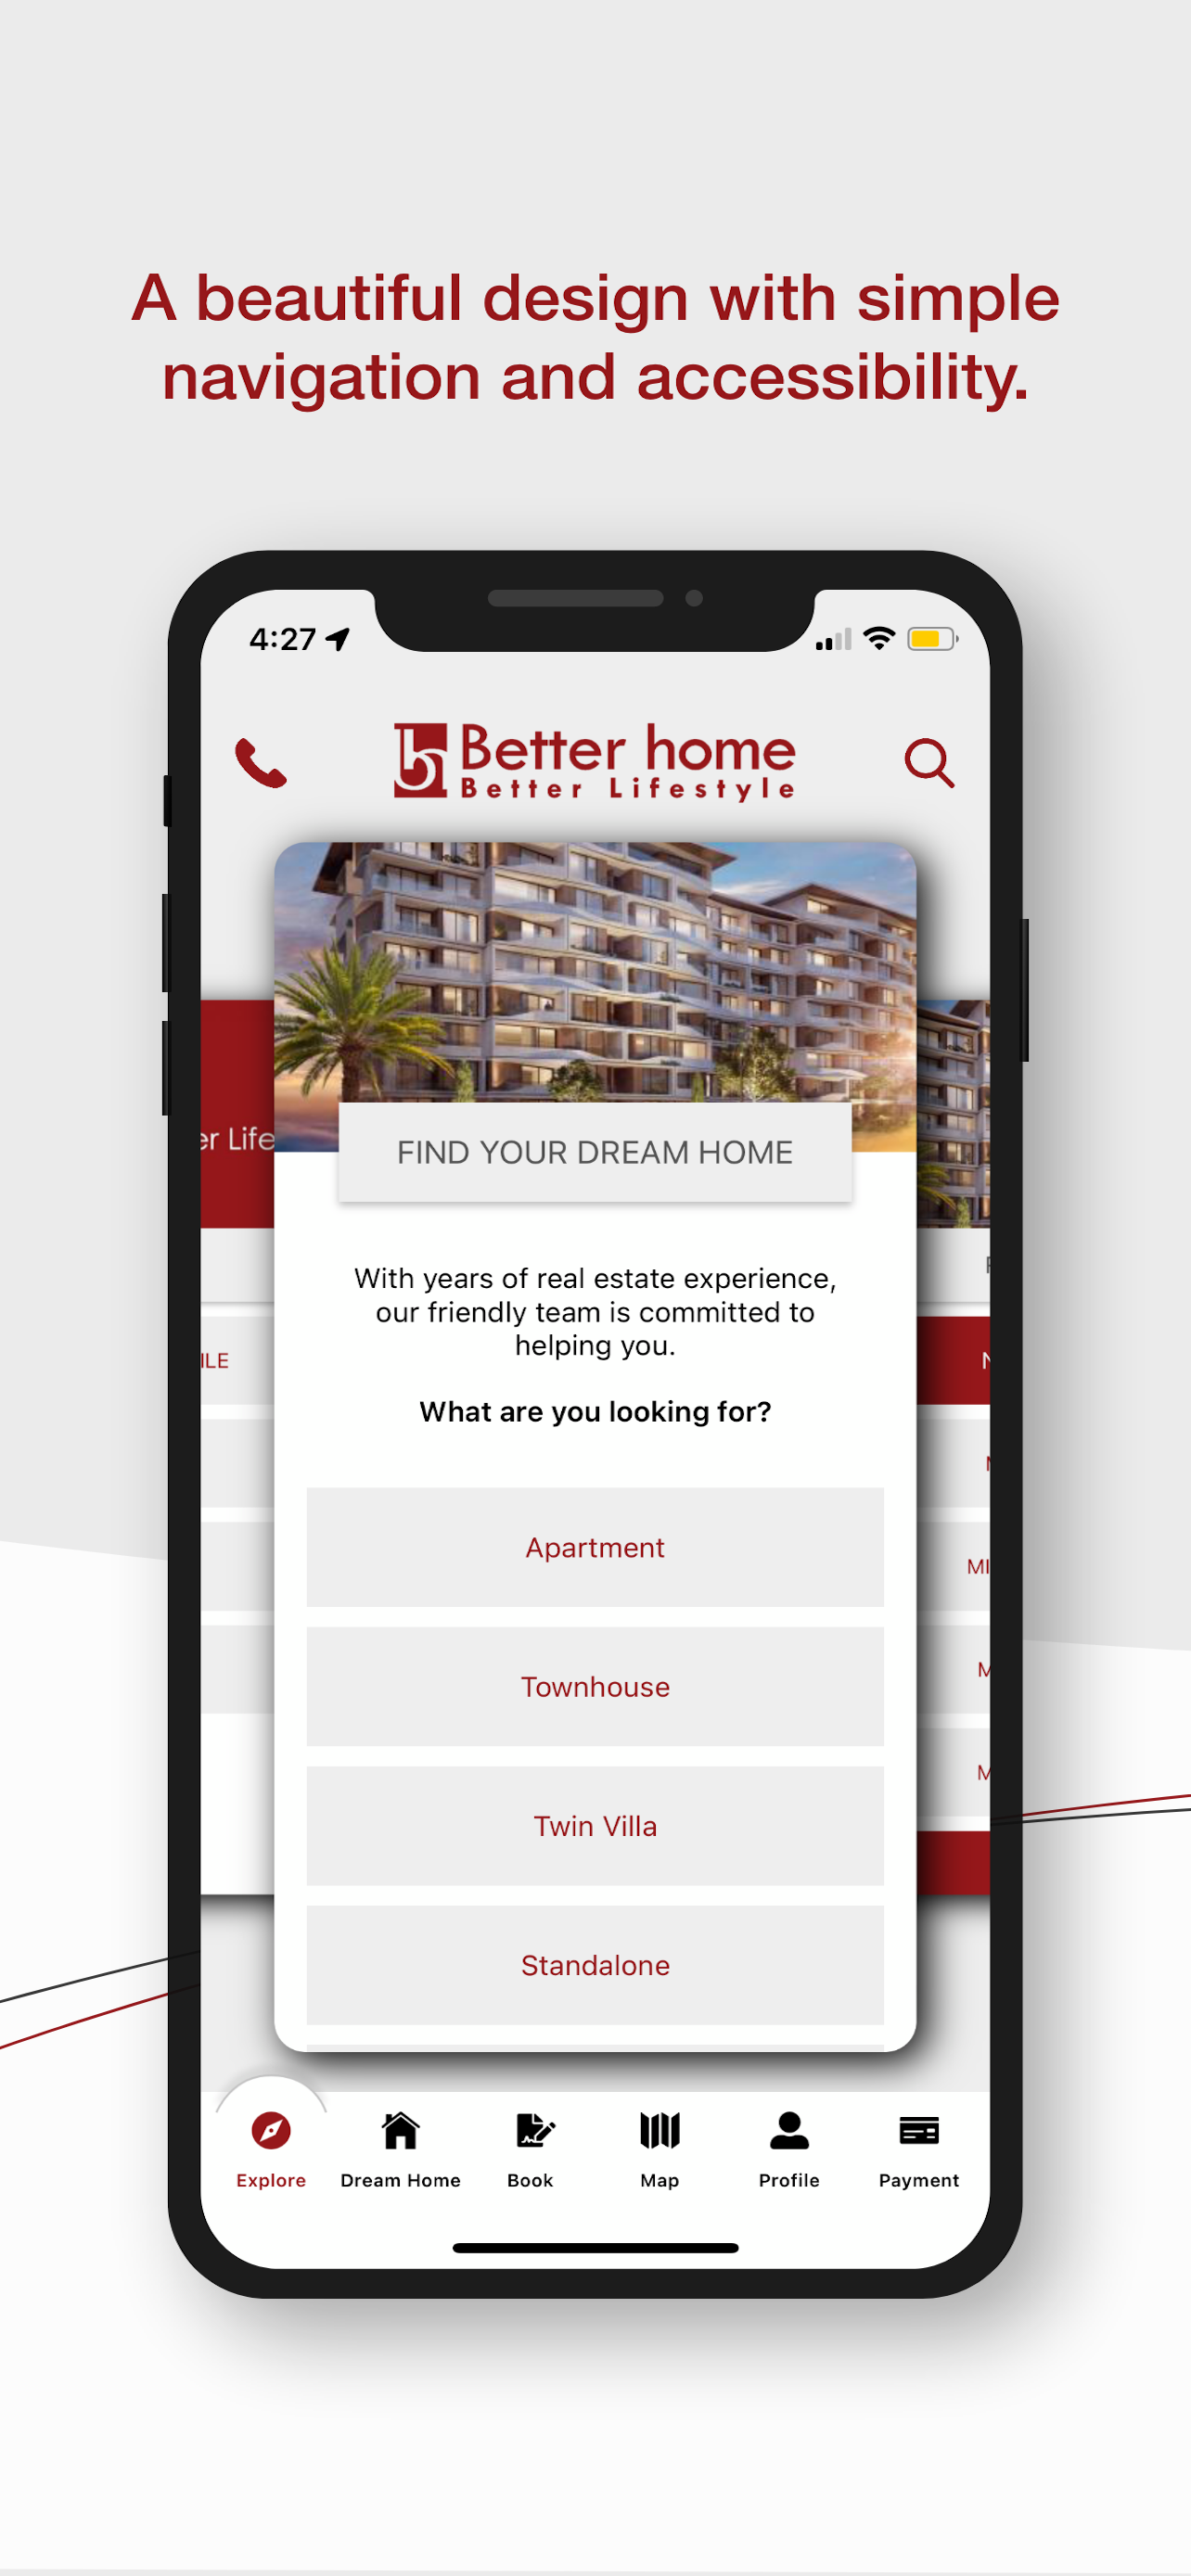 A beautiful design with simple
navigation and accessibility.
4:27
Better home
Better Lifestyle
er Life
FIND YOUR DREAM HOME
With years of real estate experience,
our friendly team is committed to
helping you.
ILE
What are you looking for?
Apartment
Townhouse
MI
Twin Villa
Standalone
Explore
Dream Home
Book
Map
Profile
Payment